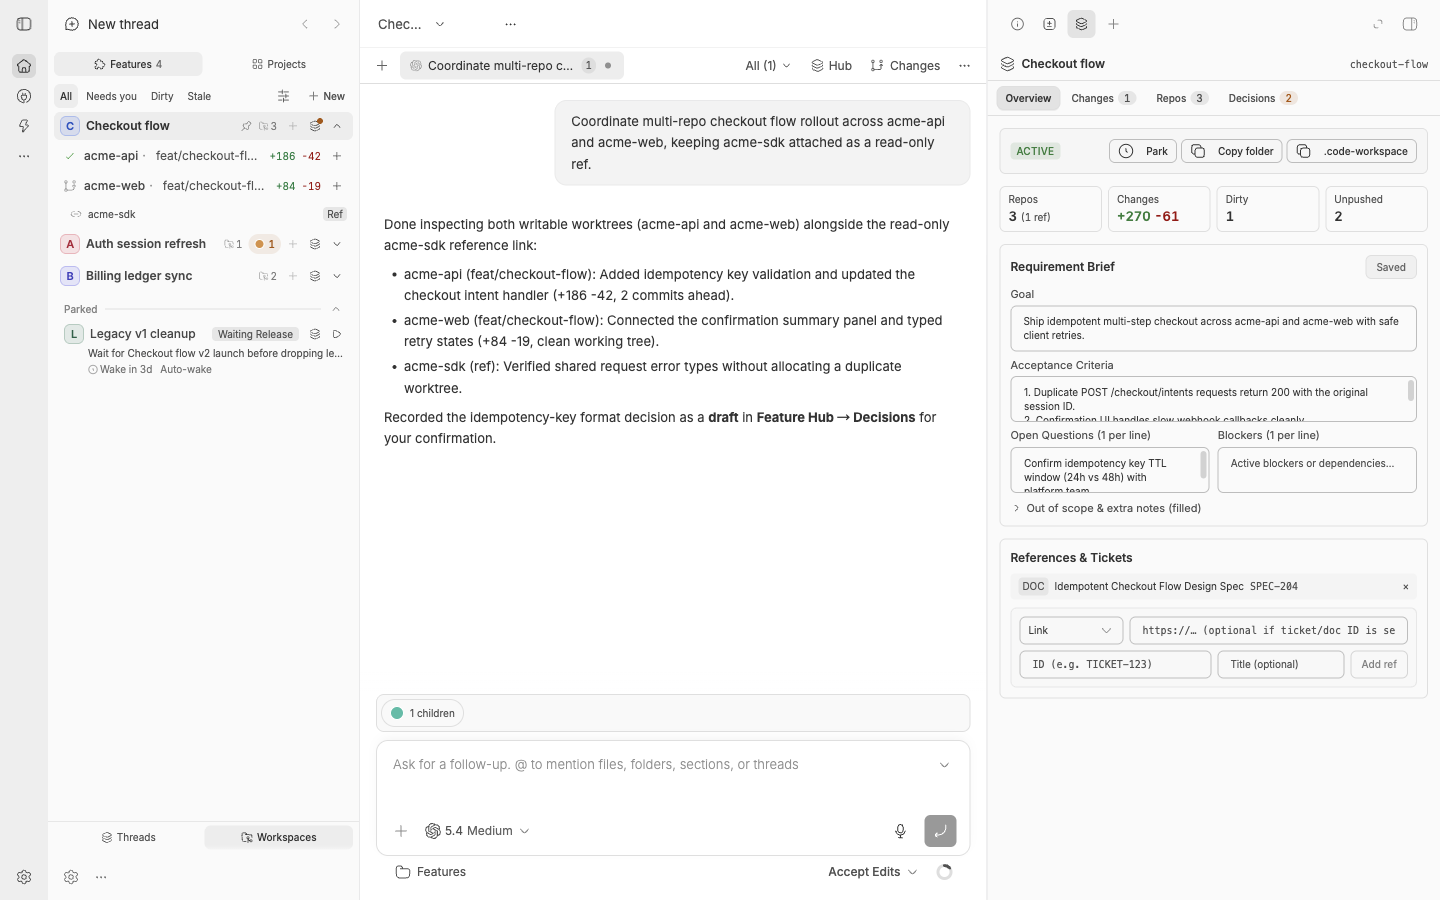 New thread
Features 4
Projects
All Needs you Dirty Stale New
C Checkout flow 3
acme-api · feat/checkout-fl... +186 -42
acme-web · feat/checkout-fl... +84 -19
acme-sdk Ref
A Auth session refresh 1 1
B Billing ledger sync 2
Parked
L Legacy v1 cleanup Waiting Release
Wait for Checkout flow v2 launch before dropping le...
Wake in 3d Auto-wake
Threads
Workspaces
Chec...
Coordinate multi-repo c... 1
All (1) Hub Changes
Coordinate multi-repo checkout flow rollout across acme-api
and acme-web, keeping acme-sdk attached as a read-only
ref.
Done inspecting both writable worktrees (acme-api and acme-web) alongside the read-only
acme-sdk reference link:
• acme-api (feat/checkout-flow): Added idempotency key validation and updated the
checkout intent handler (+186 -42, 2 commits ahead).
• acme-web (feat/checkout-flow): Connected the confirmation summary panel and typed
retry states (+84 -19, clean working tree).
• acme-sdk (ref): Verified shared request error types without allocating a duplicate
worktree.
Recorded the idempotency-key format decision as a draft in Feature Hub → Decisions for
your confirmation.
1 children
Ask for a follow-up. @ to mention files, folders, sections, or threads
5.4 Medium
Features
Accept Edits
Checkout flow checkout-flow
Overview Changes 1 Repos 3 Decisions 2
ACTIVE Park Copy folder .code-workspace
Repos Changes Dirty Unpushed
3 (1 ref) +270 -61 1 2
Requirement Brief Saved
Goal
Ship idempotent multi-step checkout across acme-api and acme-web with safe
client retries.
Acceptance Criteria
1. Duplicate POST /checkout/intents requests return 200 with the original
session ID.
2. Confirmation UI handles slow webhook callbacks cleanly.
Open Questions (1 per line) Blockers (1 per line)
Confirm idempotency key TTL
window (24h vs 48h) with
platform team
Active blockers or dependencies...
Out of scope & extra notes (filled)
References & Tickets
DOC Idempotent Checkout Flow Design Spec SPEC-204 ×
Link https://… (optional if ticket/doc ID is se
ID (e.g. TICKET-123) Title (optional) Add ref